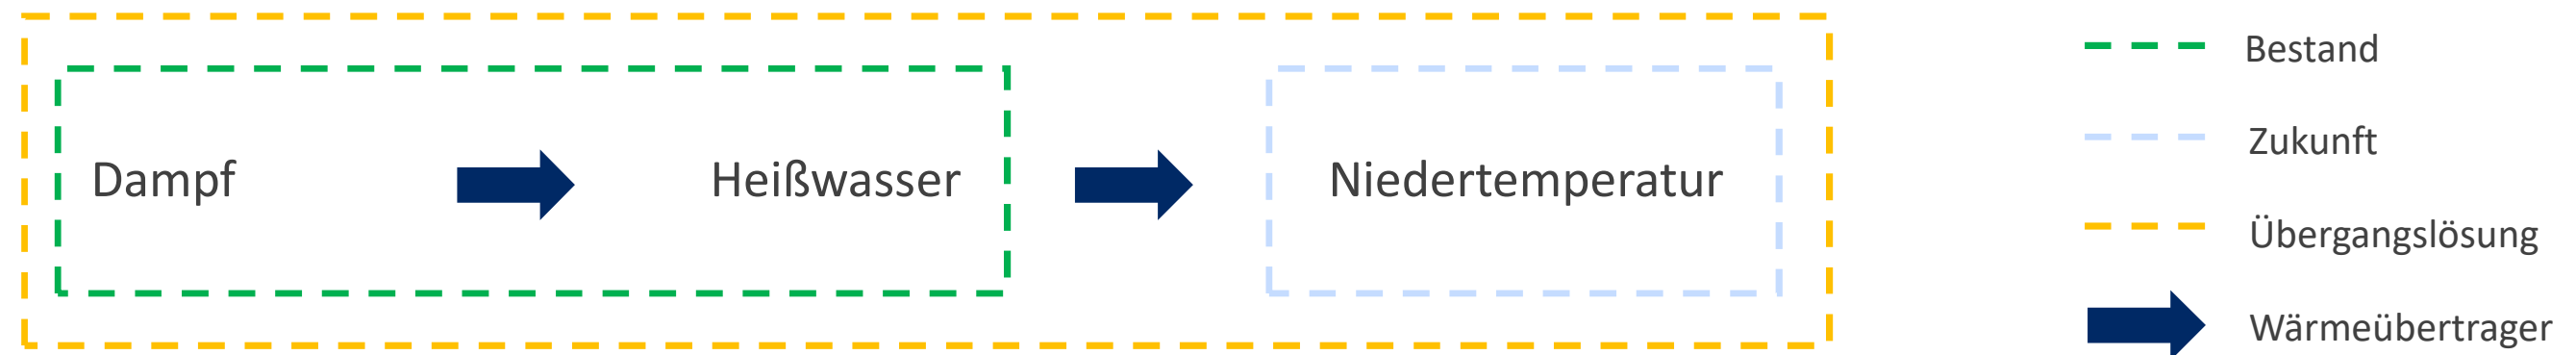 Dampf
Heißwasser
Niedertemperatur
Bestand
Zukunft
Übergangslösung
Wärmeübertrager